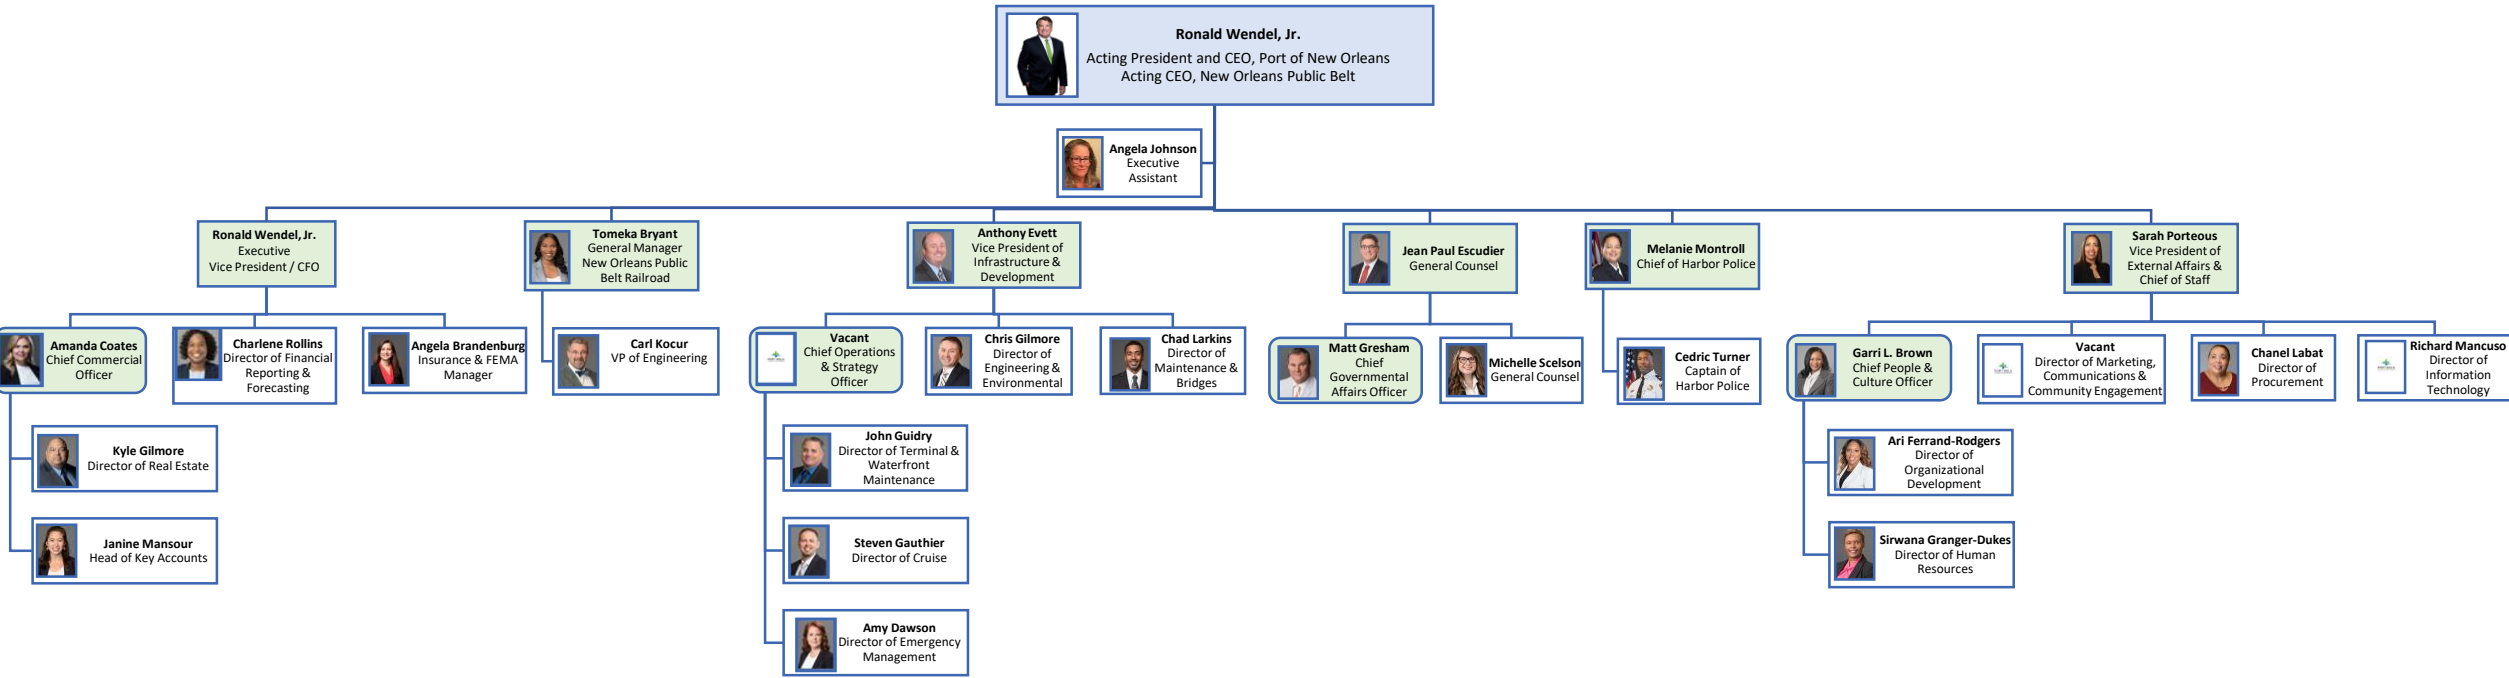 Ronald Wendel, Jr.
Acting President and CEO, Port of New Orleans
Acting CEO, New Orleans Public Belt
Angela Johnson
Executive
Assistant
Ronald Wendel, Jr.
Executive
Vice President / CFO
Tomeka Bryant
General Manager
New Orleans Public
Belt Railroad
Anthony Evett
Vice President of
Infrastructure &
Development
Jean Paul Escudier
General Counsel
Melanie Montroll
Chief of Harbor Police
Sarah Porteous
Vice President of
External Affairs &
Chief of Staff
Amanda Coates
Chief Commercial
Officer
Charlene Rollins
Director of Financial
Reporting &
Forecasting
Angela Brandenburg
Insurance & FEMA
Manager
Carl Kocur
VP of Engineering
Vacant
Chief Operations
& Strategy
Officer
Chris Gilmore
Director of
Engineering &
Environmental
Chad Larkins
Director of
Maintenance &
Bridges
Matt Gresham
Chief
Governmental
Affairs Officer
Michelle Scelson
General Counsel
Cedric Turner
Captain of
Harbor Police
Garri L. Brown
Chief People &
Culture Officer
Vacant
Director of Marketing,
Communications &
Community Engagement
Chanel Labat
Director of
Procurement
Richard Mancuso
Director of
Information
Technology
Kyle Gilmore
Director of Real Estate
Janine Mansour
Head of Key Accounts
John Guidry
Director of Terminal &
Waterfront
Maintenance
Steven Gauthier
Director of Cruise
Amy Dawson
Director of Emergency
Management
Ari Ferrand-Rodgers
Director of
Organizational
Development
Sirwana Granger-Dukes
Director of Human
Resources